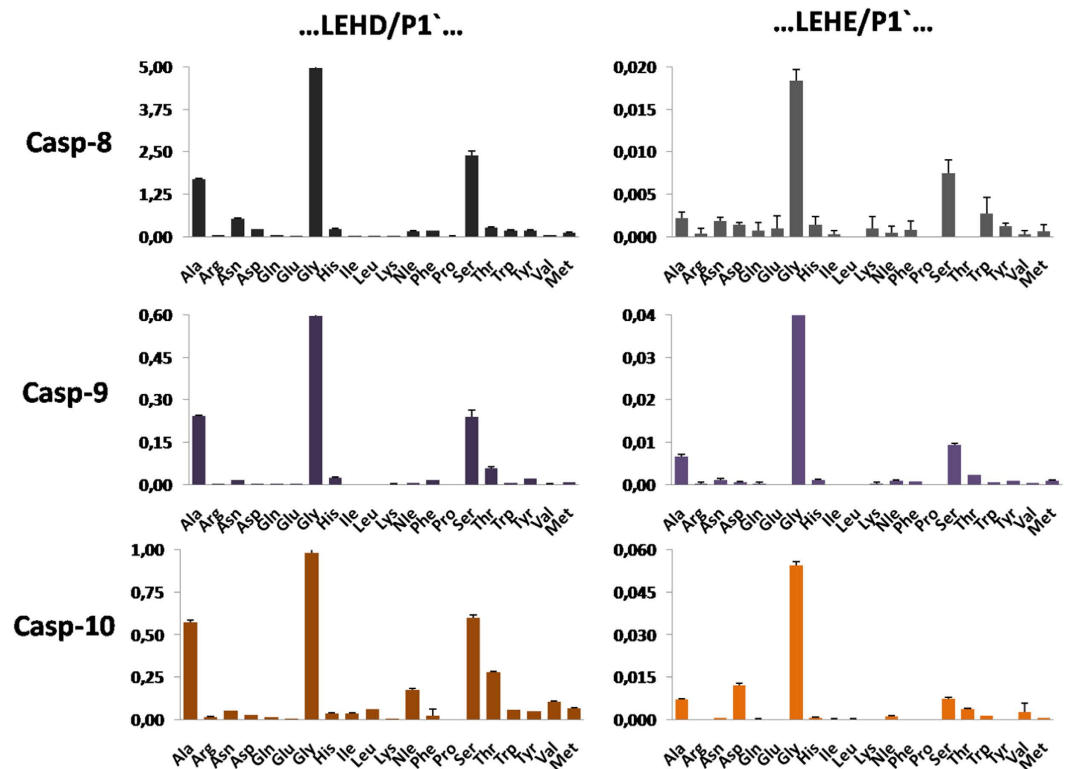 ...LEHD/P1`...
...LEHE/P1`...
Casp-8
5,00
3,75
2,50
1,25
0,00
Ala Arg Asn Asp Gln Glu Gly His Ile Leu Lys Nle Phe Pro Ser Thr Trp Tyr Val Met
0,020
0,015
0,010
0,005
0,000
Ala Arg Asn Asp Gln Glu Gly His Ile Leu Lys Nle Phe Pro Ser Thr Trp Tyr Val Met
Casp-9
0,60
0,45
0,30
0,15
0,00
Ala Arg Asn Asp Gln Glu Gly His Ile Leu Lys Nle Phe Pro Ser Thr Trp Tyr Val Met
0,04
0,03
0,02
0,01
0,00
Ala Arg Asn Asp Gln Glu Gly His Ile Leu Lys Nle Phe Pro Ser Thr Trp Tyr Val Met
Casp-10
1,00
0,75
0,50
0,25
0,00
Ala Arg Asn Asp Gln Glu Gly His Ile Leu Lys Nle Phe Pro Ser Thr Trp Tyr Val Met
0,060
0,045
0,030
0,015
0,000
Ala Arg Asn Asp Gln Glu Gly His Ile Leu Lys Nle Phe Pro Ser Thr Trp Tyr Val Met